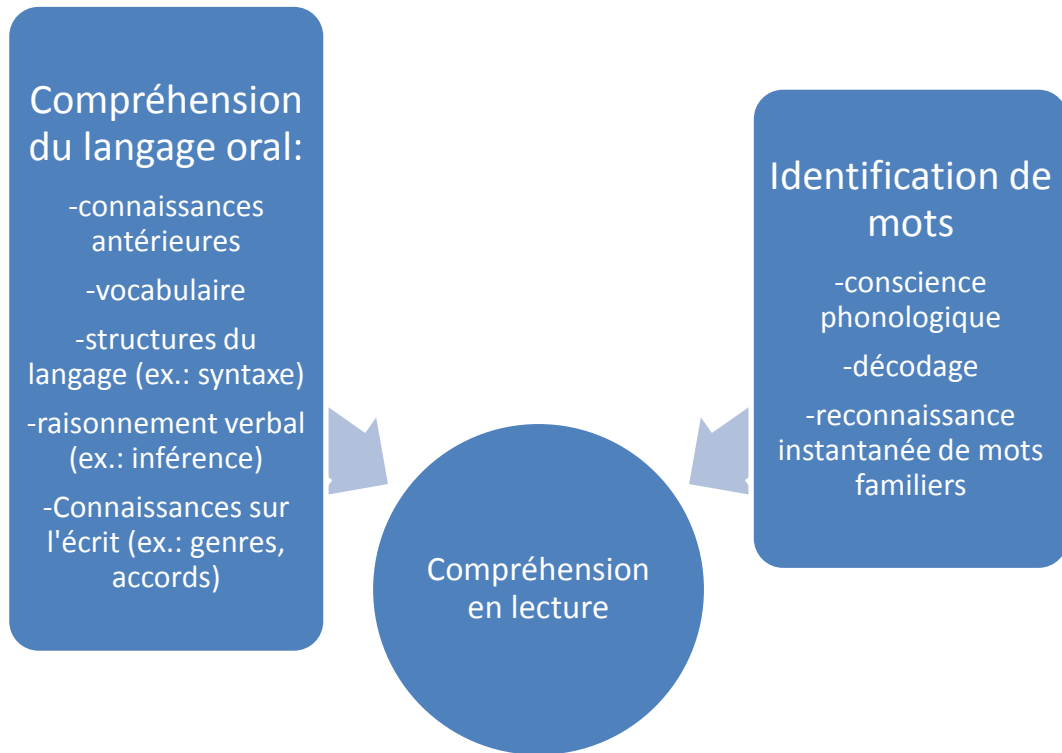 Compréhension
du langage oral:
-connaissances
antérieures
-vocabulaire
-structures du
langage (ex.: syntaxe)
-raisonnement verbal
(ex.: inférence)
-Connaissances sur
l'écrit (ex.: genres,
accords)
Identification de
mots
-conscience
phonologique
-décodage
-reconnaissance
instantanée de mots
familiers
Compréhension
en lecture